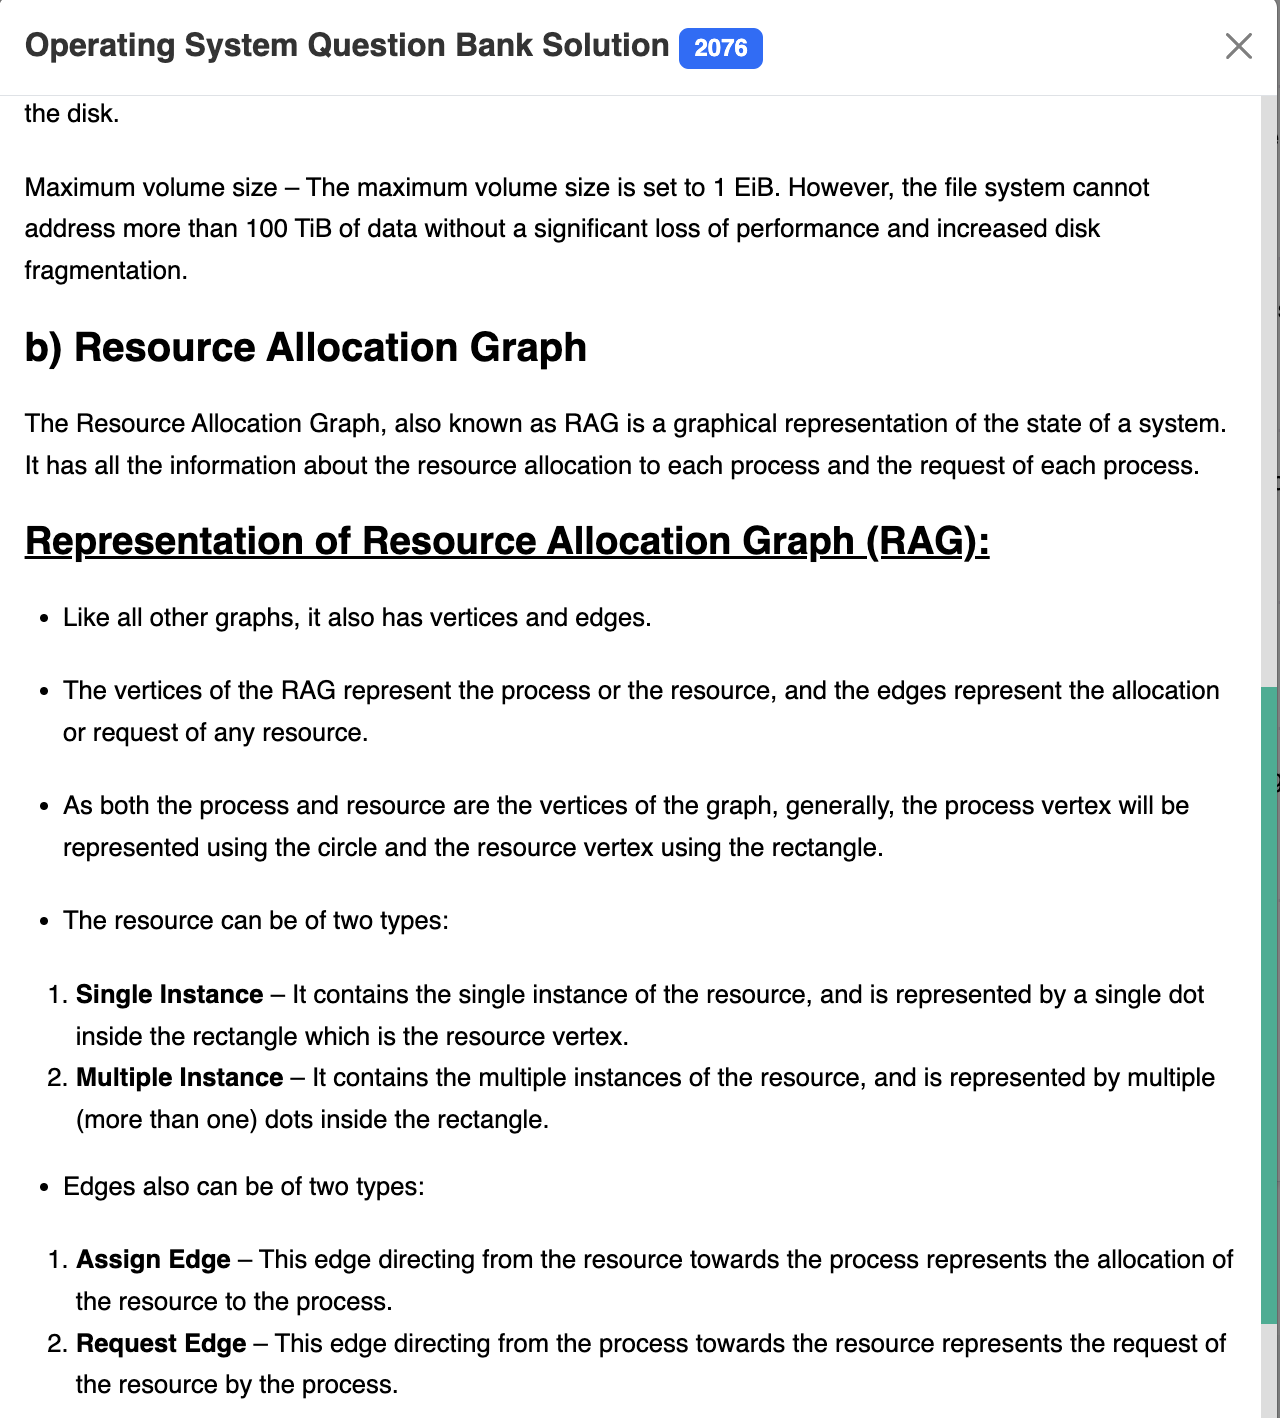 Operating System Question Bank Solution 2076
the disk.
Maximum volume size – The maximum volume size is set to 1 EiB. However, the file system cannot
address more than 100 TiB of data without a significant loss of performance and increased disk
fragmentation.
b) Resource Allocation Graph
The Resource Allocation Graph, also known as RAG is a graphical representation of the state of a system.
It has all the information about the resource allocation to each process and the request of each process.
Representation of Resource Allocation Graph (RAG):
• Like all other graphs, it also has vertices and edges.
• The vertices of the RAG represent the process or the resource, and the edges represent the allocation
or request of any resource.
• As both the process and resource are the vertices of the graph, generally, the process vertex will be
represented using the circle and the resource vertex using the rectangle.
• The resource can be of two types:
1. Single Instance – It contains the single instance of the resource, and is represented by a single dot
inside the rectangle which is the resource vertex.
2. Multiple Instance – It contains the multiple instances of the resource, and is represented by multiple
(more than one) dots inside the rectangle.
• Edges also can be of two types:
1. Assign Edge – This edge directing from the resource towards the process represents the allocation of
the resource to the process.
2. Request Edge – This edge directing from the process towards the resource represents the request of
the resource by the process.